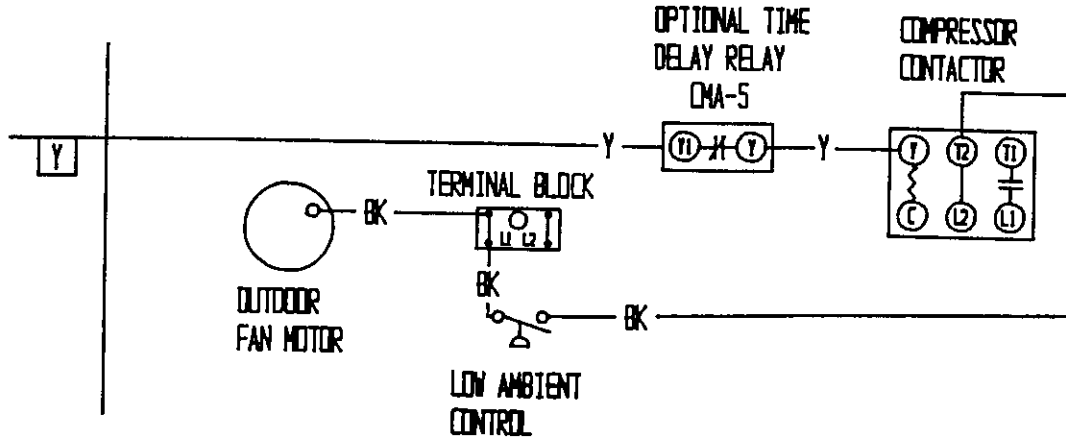 OPTIONAL TIME
DELAY RELAY
CMA-5
COMPRESSOR
CONTACTOR
Y
Y
Y1
Y
Y
Y
T2
T1
C
L2
L1
TERMINAL BLOCK
BK
L1 L2
BK
OUTDOOR
FAN MOTOR
BK
LOW AMBIENT
CONTROL